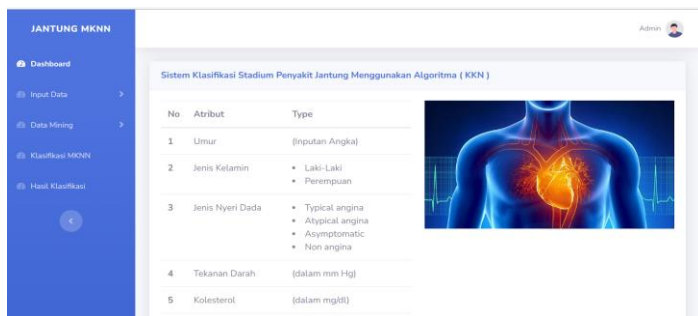 JANTUNG MKNN
Admin
Dashboard
Input Data
Data Mining
Klasifikasi MKNN
Hasil Klasifikasi
Sistem Klasifikasi Stadium Penyakit Jantung Menggunakan Algoritma ( KKN )
No Atribut Type
1 Umur (Inputan Angka)
2 Jenis Kelamin • Laki-Laki
• Perempuan
3 Jenis Nyeri Dada • Typical angina
• Atypical angina
• Asymptomatic
• Non angina
4 Tekanan Darah (dalam mm Hg)
5 Kolesterol (dalam mg/dl)